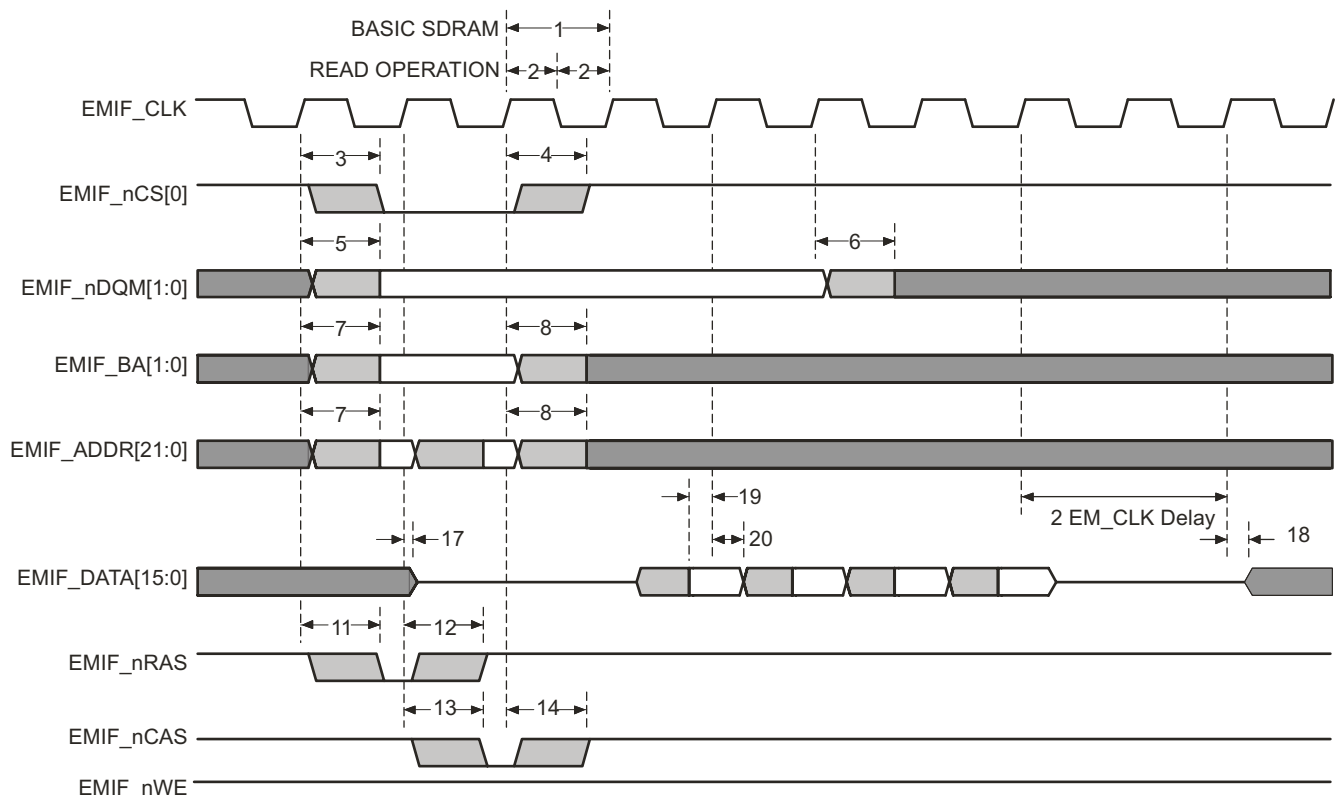 BASIC SDRAM
1
READ OPERATION
2 2
EMIF_CLK
3 4
EMIF_nCS[0]
5 6
EMIF_nDQM[1:0]
7 8
EMIF_BA[1:0]
7 8
EMIF_ADDR[21:0]
19
2 EM_CLK Delay
17 20 18
EMIF_DATA[15:0]
11 12
EMIF_nRAS
13 14
EMIF_nCAS
EMIF_nWE